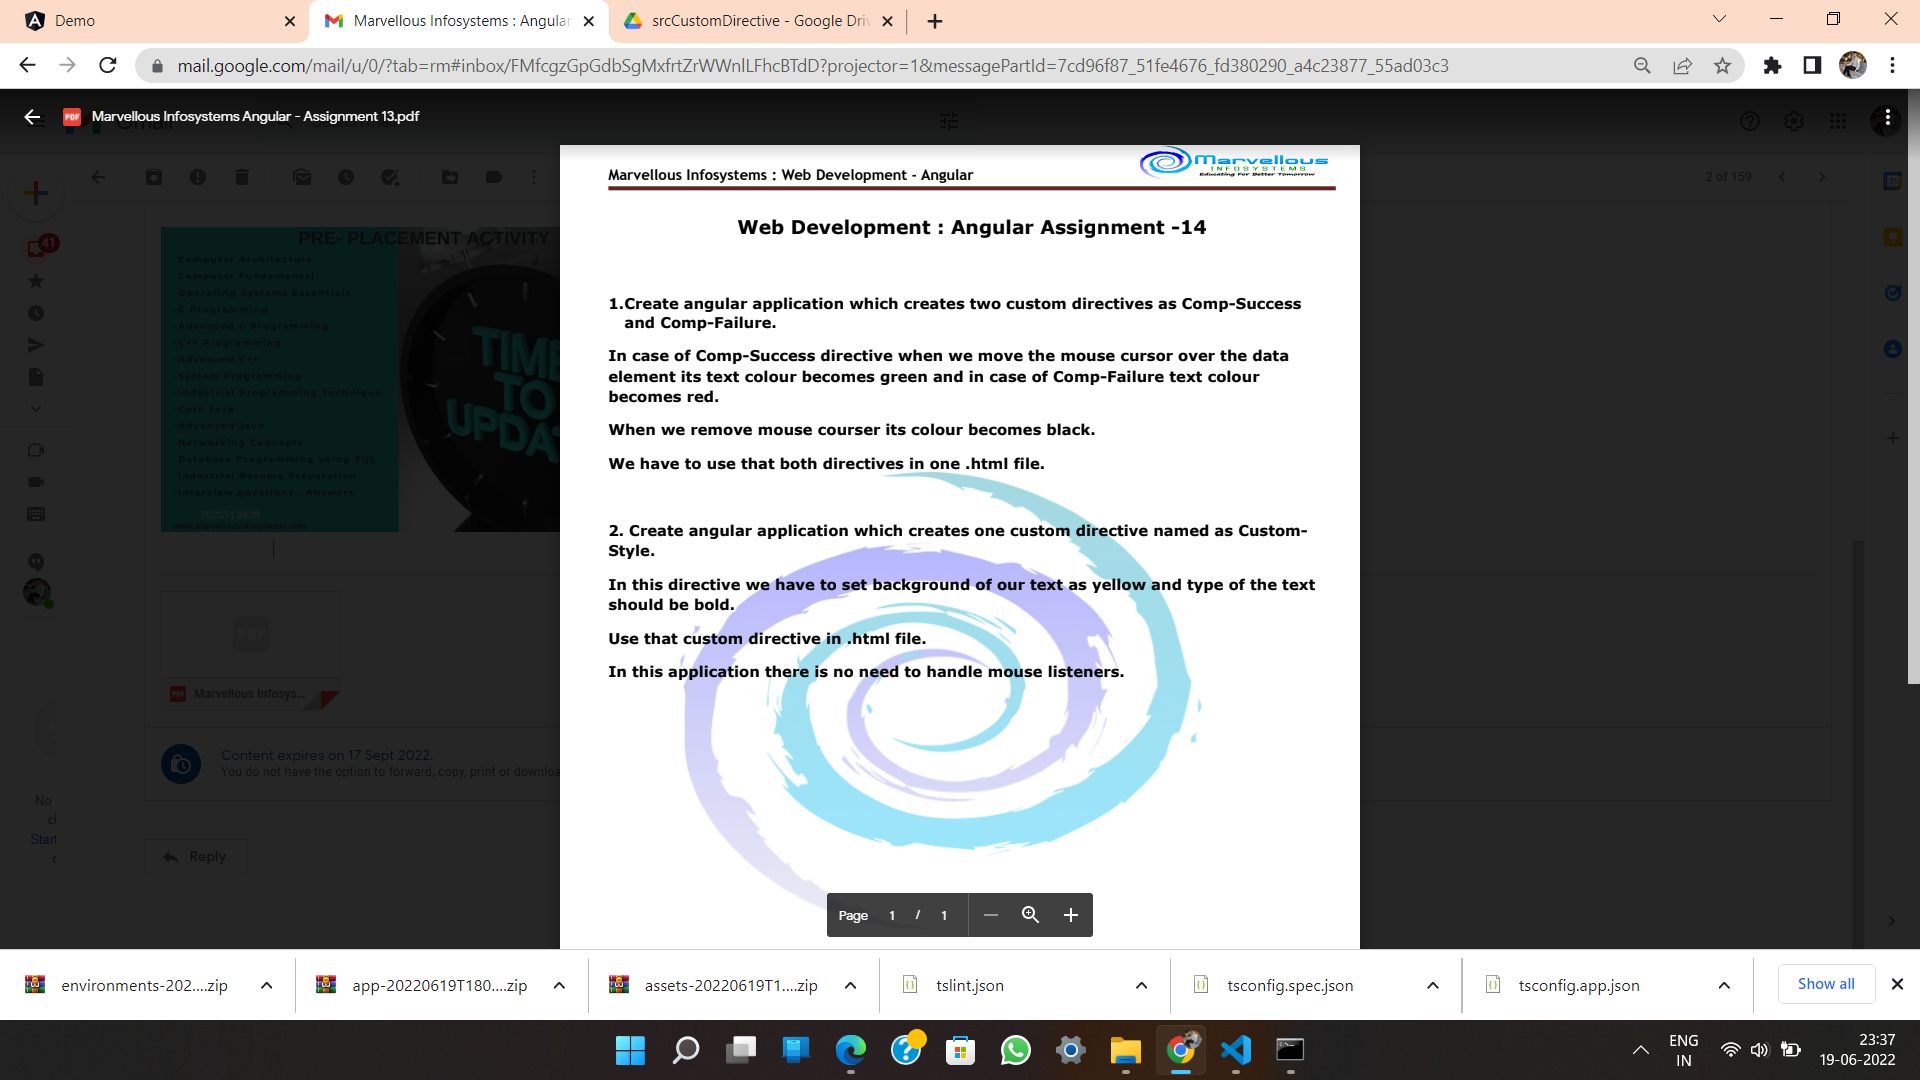 Demo
Marvellous Infosystems : Angular
srcCustomDirective - Google Driv
mail.google.com/mail/u/0/?tab=rm#inbox/FMfcgzGpGdbSgMxfrtZrWWnlLFhcBTdD?projector=1&messagePartId=7cd96f87_51fe4676_fd380290_a4c23877_55ad03c3
PDF
Marvellous Infosystems Angular - Assignment 13.pdf
2 of 159
41
PRE- PLACEMENT ACTIVITY
-Computer Architecture
-Computer Fundamental
-Operating Systems Essentials
-C Programming
-Advanced C Programming
-C++ Programming
-Advanced C++
-System Programming
-Industrial Programming Technique
-Core Java
-Advanced Java
-Networking Concepts
-Database Programming using SQL
-Industrial Resume Preparation
-Interview questions - Answers
7020713938
TIME
TO
UPDA
Marvellous Infosystems : Web Development - Angular
Marvellous
INFOSYSTEMS
Educating For Better Tomorrow
Web Development : Angular Assignment -14
1.Create angular application which creates two custom directives as Comp-Success
and Comp-Failure.
In case of Comp-Success directive when we move the mouse cursor over the data
element its text colour becomes green and in case of Comp-Failure text colour
becomes red.
When we remove mouse courser its colour becomes black.
We have to use that both directives in one .html file.
2. Create angular application which creates one custom directive named as Custom-
Style.
In this directive we have to set background of our text as yellow and type of the text
should be bold.
Use that custom directive in .html file.
In this application there is no need to handle mouse listeners.
PDF
PDF
Marvellous Infosys...
Content expires on 17 Sept 2022.
You do not have the option to forward, copy, print or downloa
No
Start
Reply
Page 1 / 1
environments-202....zip
app-20220619T180....zip
assets-20220619T1....zip
tslint.json
tsconfig.spec.json
tsconfig.app.json
Show all
ENG
IN
23:37
19-06-2022